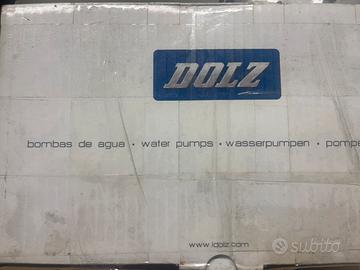 DOLZ
bombas de agua • water pumps • wasserpumpen • pompe
www.idolz.com
subito